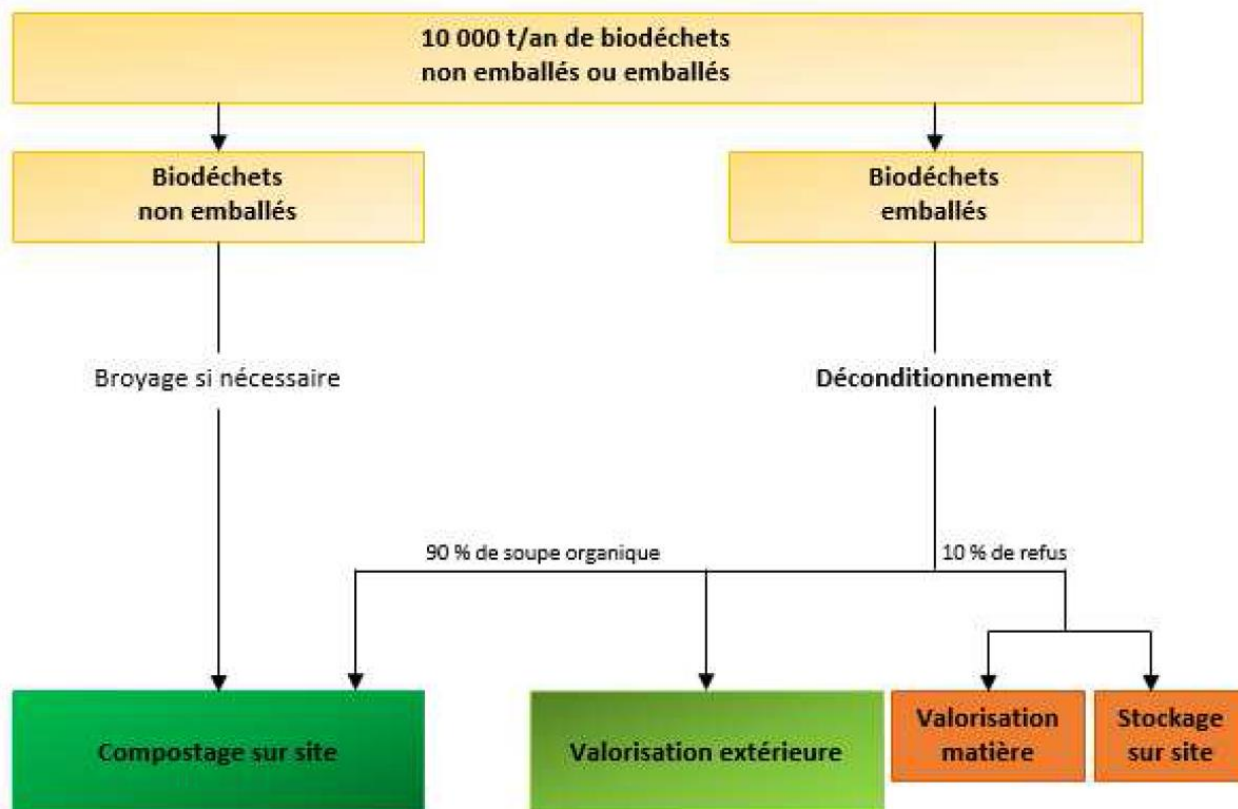 10 000 t/an de biodéchets
non emballés ou emballés
Biodéchets
non emballés
Biodéchets
emballés
Broyage si nécessaire
Déconditionnement
90 % de soupe organique
10 % de refus
Compostage sur site
Valorisation extérieure
Valorisation
matière
Stockage
sur site